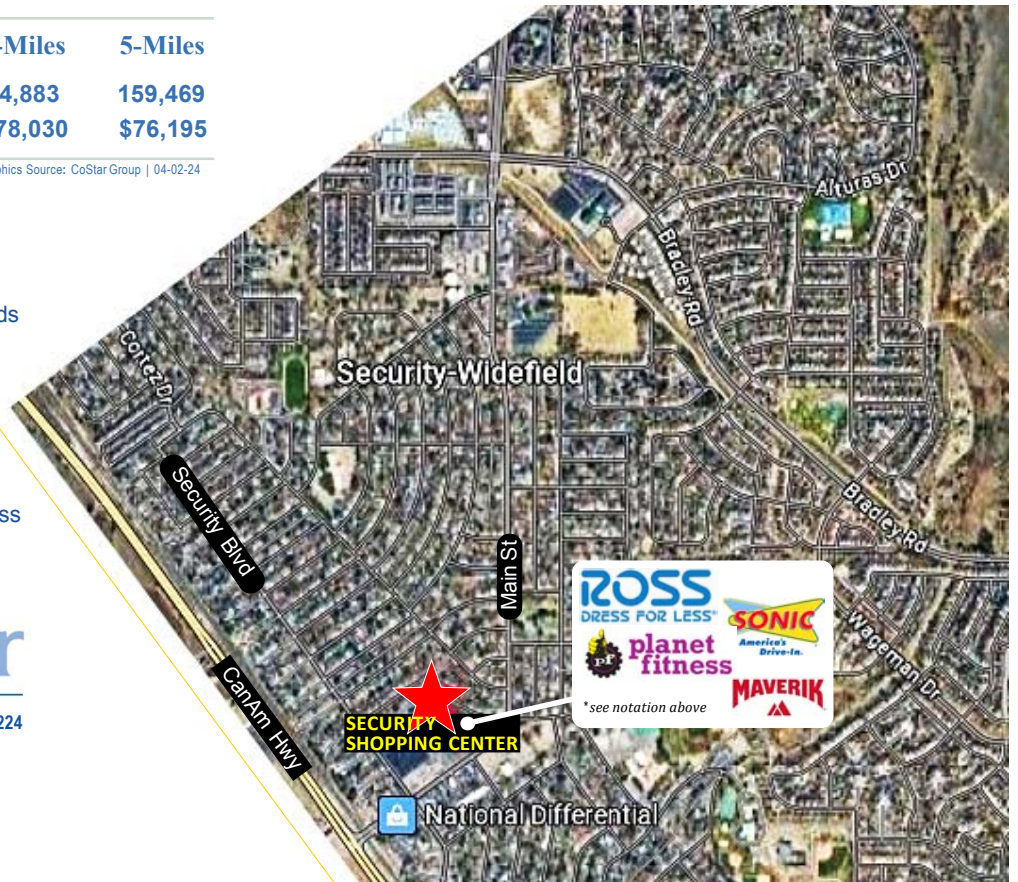 -Miles 5-Miles
4,883 159,469
78,030 $76,195
phics Source: CoStar Group | 04-02-24
ds
ss
r
224
Alturas Dr
Bradley Rd
Cortez Dr
Security-Widefield
Security Blvd
Bradley Rd
Main St
ROSS
DRESS FOR LESS®
SONIC
America's
Drive-In.
pf
planet
fitness
MAVERIK
*see notation above
Wageman Dr
CanAm Hwy
SECURITY
SHOPPING CENTER
National Differential